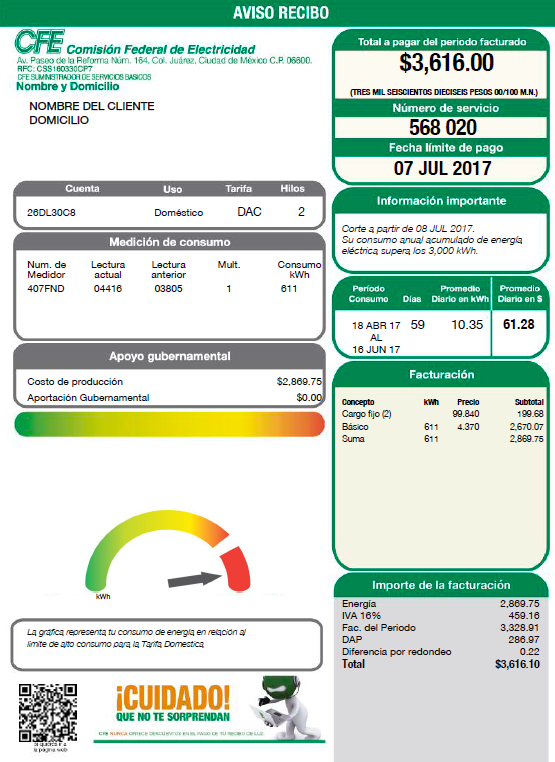 AVISO RECIBO
CFE Comisión Federal de Electricidad
Av. Paseo de la Reforma Núm. 164, Col. Juárez, Ciudad de México C.P. 06600.
RFC: CSS160330CP7
CFE SUMINISTRADOR DE SERVICIOS BASICOS
Nombre y Domicilio
NOMBRE DEL CLIENTE
DOMICILIO
Total a pagar del periodo facturado
$3,616.00
(TRES MIL SEISCIENTOS DIECISEIS PESOS 00/100 M.N.)
Número de servicio
568 020
Fecha límite de pago
07 JUL 2017
Cuenta Uso Tarifa Hilos
26DL30C8 Doméstico DAC 2
Información importante
Corte a partir de 08 JUL 2017.
Su consumo anual acumulado de energía
eléctrica supera los 3,000 kWh.
Medición de consumo
Num. de Medidor Lectura actual Lectura anterior Mult. Consumo kWh
407FND 04416 03805 1 611
Periodo Consumo Días Promedio Diario en kWh Promedio Diario en $
18 ABR 17 59 10.35 61.28
AL
16 JUN 17
Apoyo gubernamental
Costo de producción $2,869.75
Aportación Gubernamental $0.00
Facturación
Concepto kWh Precio Subtotal
Cargo fijo (2) 99.840 199.68
Básico 611 4.370 2,670.07
Suma 611 2,869.75
kWh
La gráfica representa tu consumo de energía en relación al
límite de alto consumo para la Tarifa Domestica
Importe de la facturación
Energía 2,869.75
IVA 16% 459.16
Fac. del Periodo 3,328.91
DAP 286.97
Diferencia por redondeo 0.22
Total $3,616.10
Si quieres ir a
la página web
¡CUIDADO!
QUE NO TE SORPRENDAN
CFE NUNCA OFRECE DESCUENTOS EN EL PAGO DE TU RECIBO DE LUZ